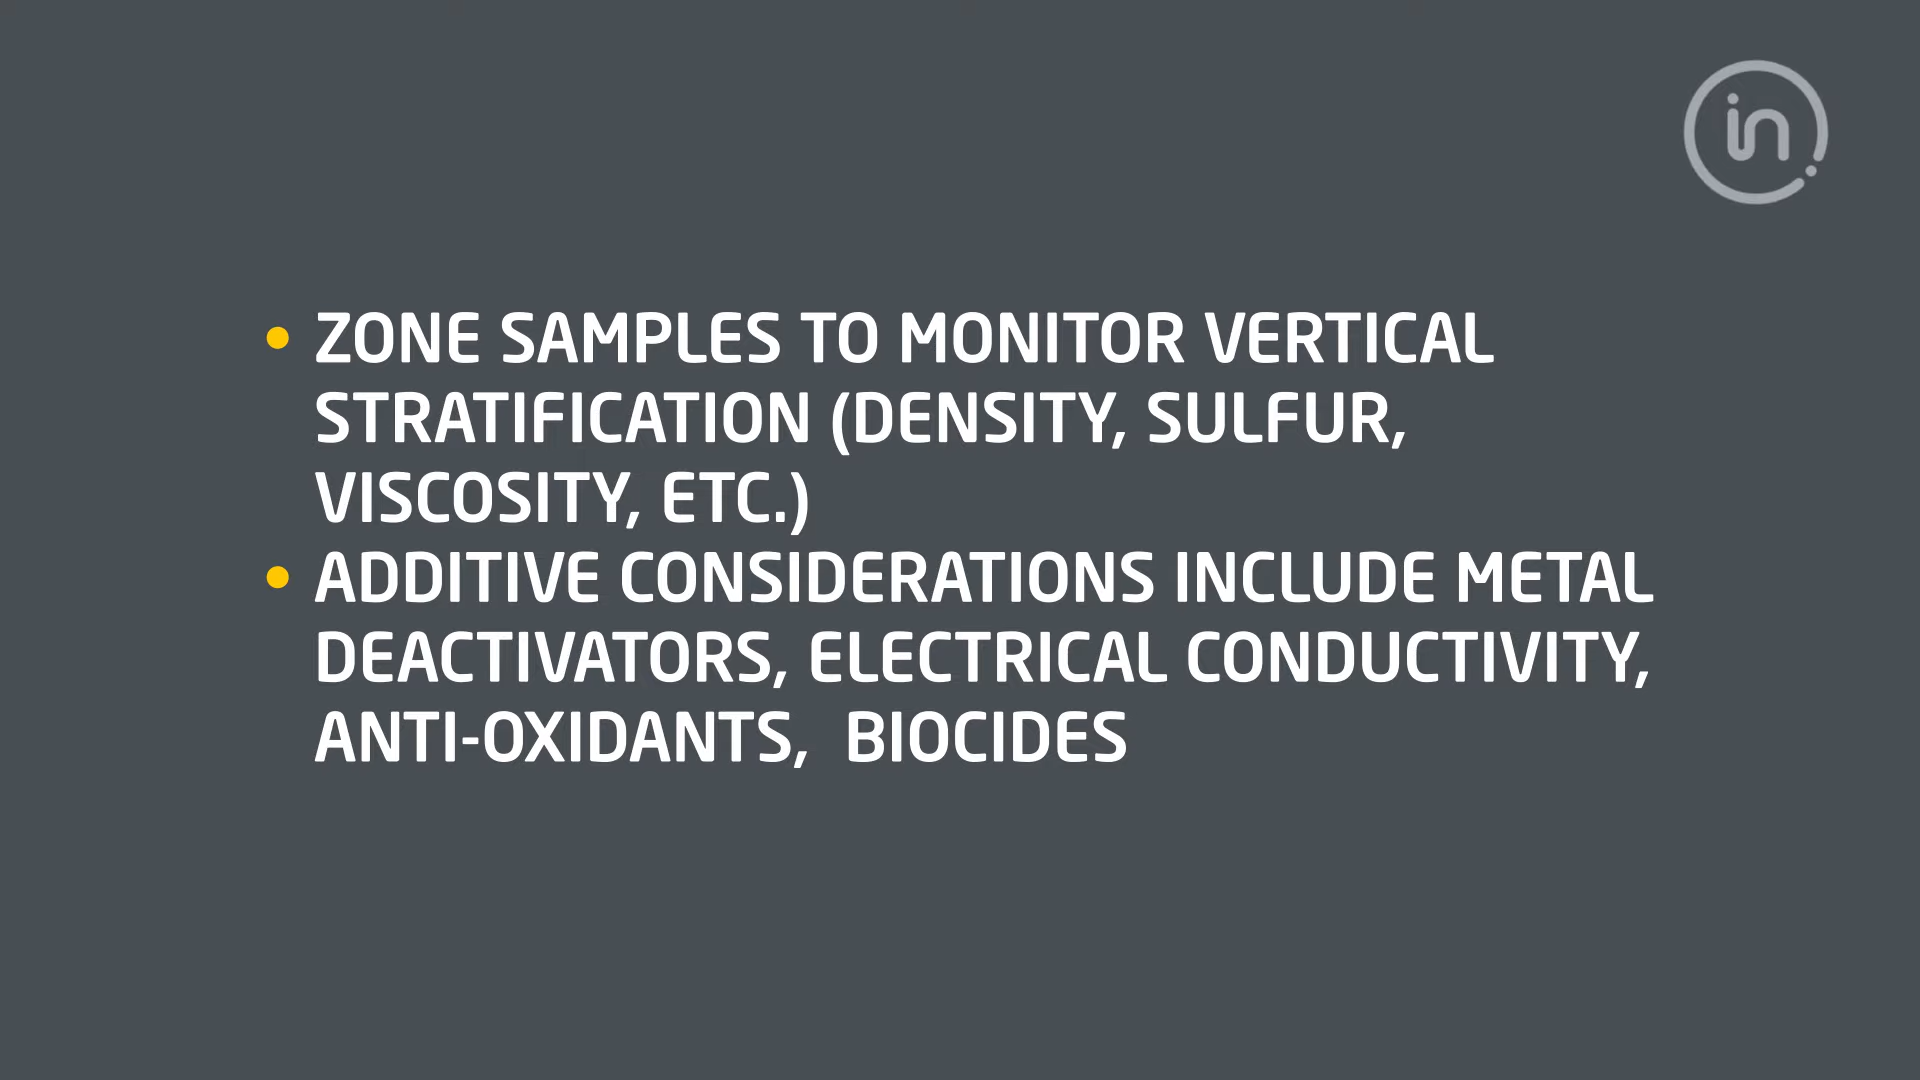 in
• ZONE SAMPLES TO MONITOR VERTICAL
STRATIFICATION (DENSITY, SULFUR,
VISCOSITY, ETC.)
• ADDITIVE CONSIDERATIONS INCLUDE METAL
DEACTIVATORS, ELECTRICAL CONDUCTIVITY,
ANTI-OXIDANTS,  BIOCIDES